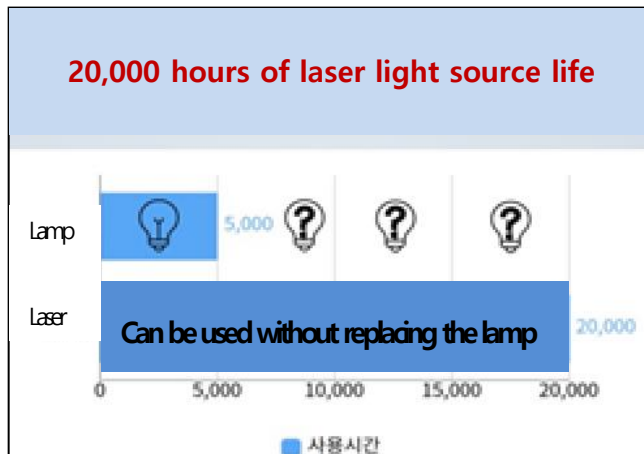 20,000 hours of laser light source life
Lamp
5,000
? ? ?
Laser
Can be used without replacing the lamp
20,000
0 5,000 10,000 15,000 20,000
사용시간